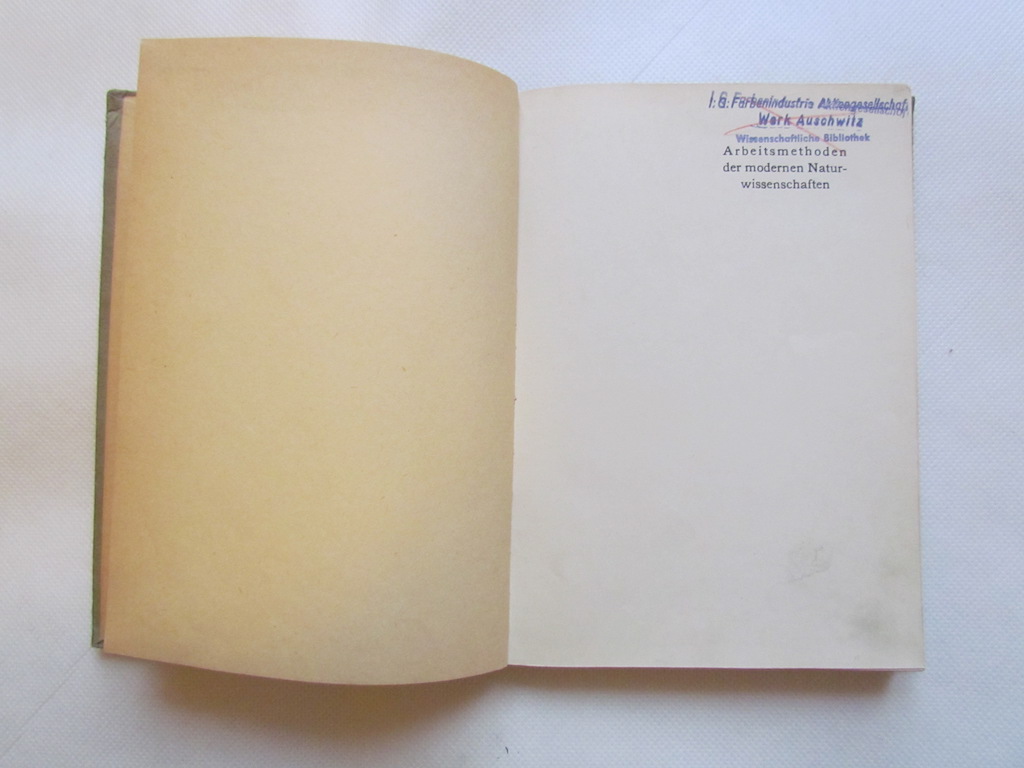 I. G. Farbenindustrie Aktiengesellschaft
Werk Auschwitz
Wissenschaftliche Bibliothek
Arbeitsmethoden
der modernen Natur-
wissenschaften